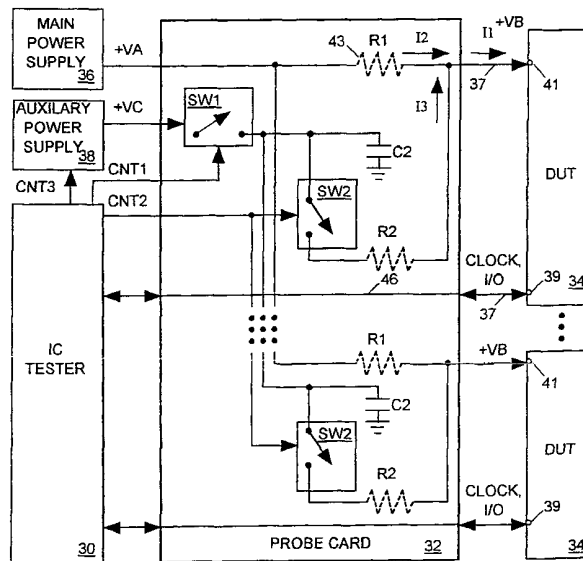 MAIN
POWER
SUPPLY
36
+VA
43
R1
I2
I1
+VB
37
41
AUXILARY
POWER
SUPPLY
38
+VC
SW1
I3
C2
CNT3
CNT1
CNT2
SW2
R2
DUT
34
46
CLOCK,
I/O
37
39
IC
TESTER
30
R1
+VB
41
C2
SW2
R2
DUT
CLOCK,
I/O
39
34
PROBE CARD
32